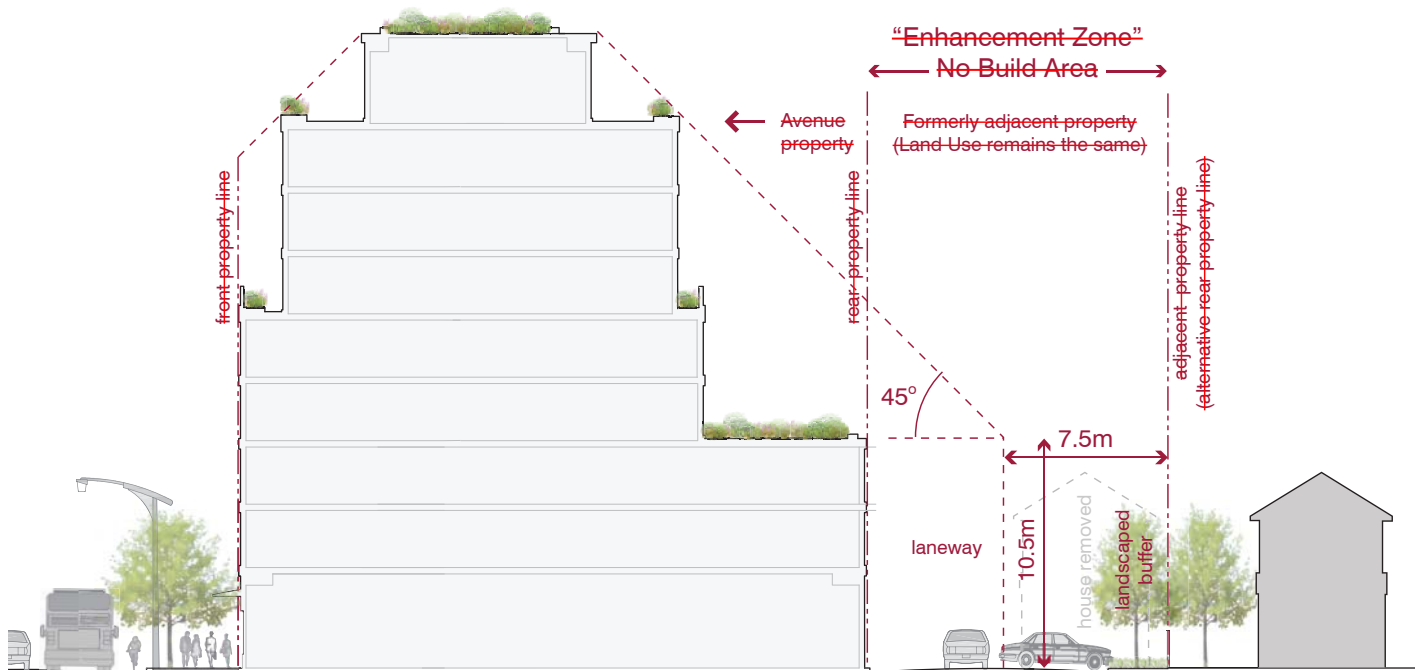 “Enhancement Zone”
No Build Area
Avenue
property
Formerly adjacent property
(Land Use remains the same)
front property line
rear property line
adjacent property line
(alternative rear property line)
45°
7.5m
10.5m
laneway
house removed
landscaped
buffer